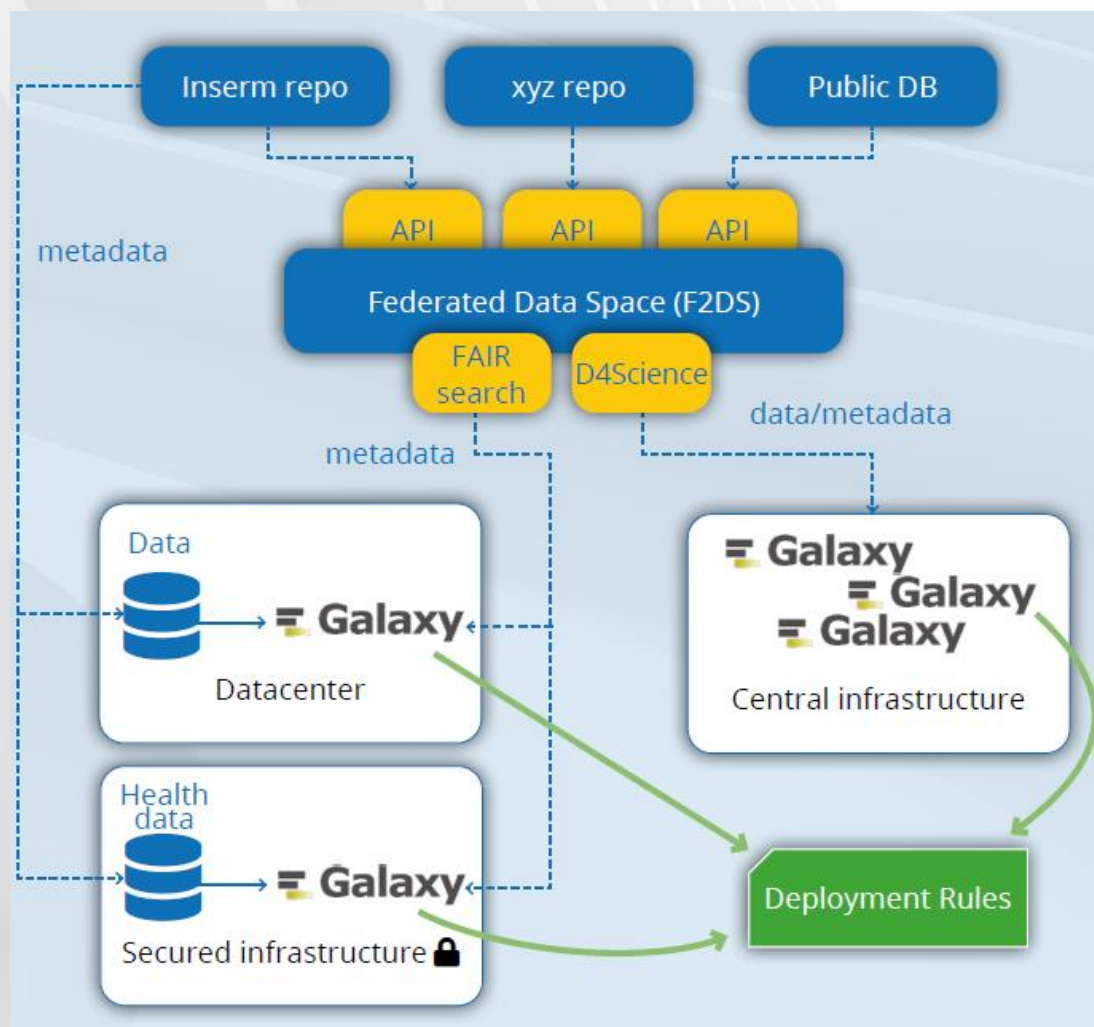 Inserm repo
xyz repo
Public DB
API
API
API
metadata
Federated Data Space (F2DS)
FAIR
search
D4Science
data/metadata
metadata
Data
Galaxy
Datacenter
Galaxy
Galaxy
Galaxy
Central infrastructure
Health
data
Galaxy
Secured infrastructure
Deployment Rules